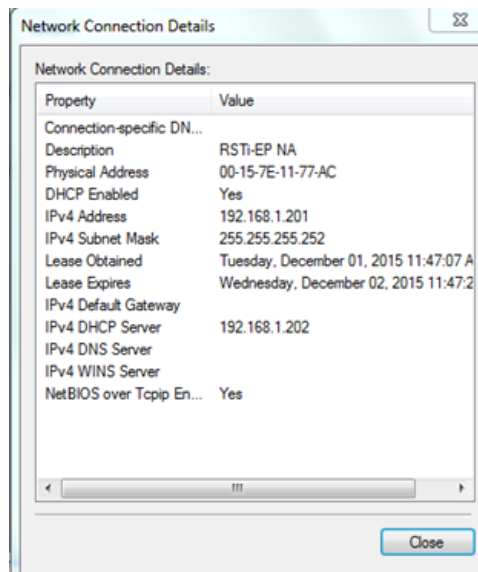 Network Connection Details
Network Connection Details:
Property Value
Connection-specific DN...
Description RSTi-EP NA
Physical Address 00-15-7E-11-77-AC
DHCP Enabled Yes
IPv4 Address 192.168.1.201
IPv4 Subnet Mask 255.255.255.252
Lease Obtained Tuesday, December 01, 2015 11:47:07 A
Lease Expires Wednesday, December 02, 2015 11:47:2
IPv4 Default Gateway
IPv4 DHCP Server 192.168.1.202
IPv4 DNS Server
IPv4 WINS Server
NetBIOS over Tcpip En... Yes
Close